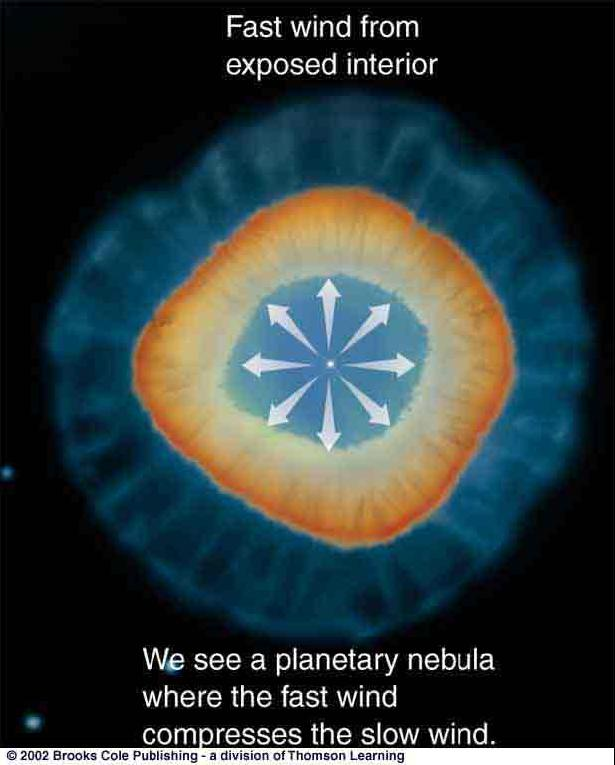 Fast wind from
exposed interior
We see a planetary nebula
where the fast wind
compresses the slow wind.
© 2002 Brooks Cole Publishing - a division of Thomson Learning